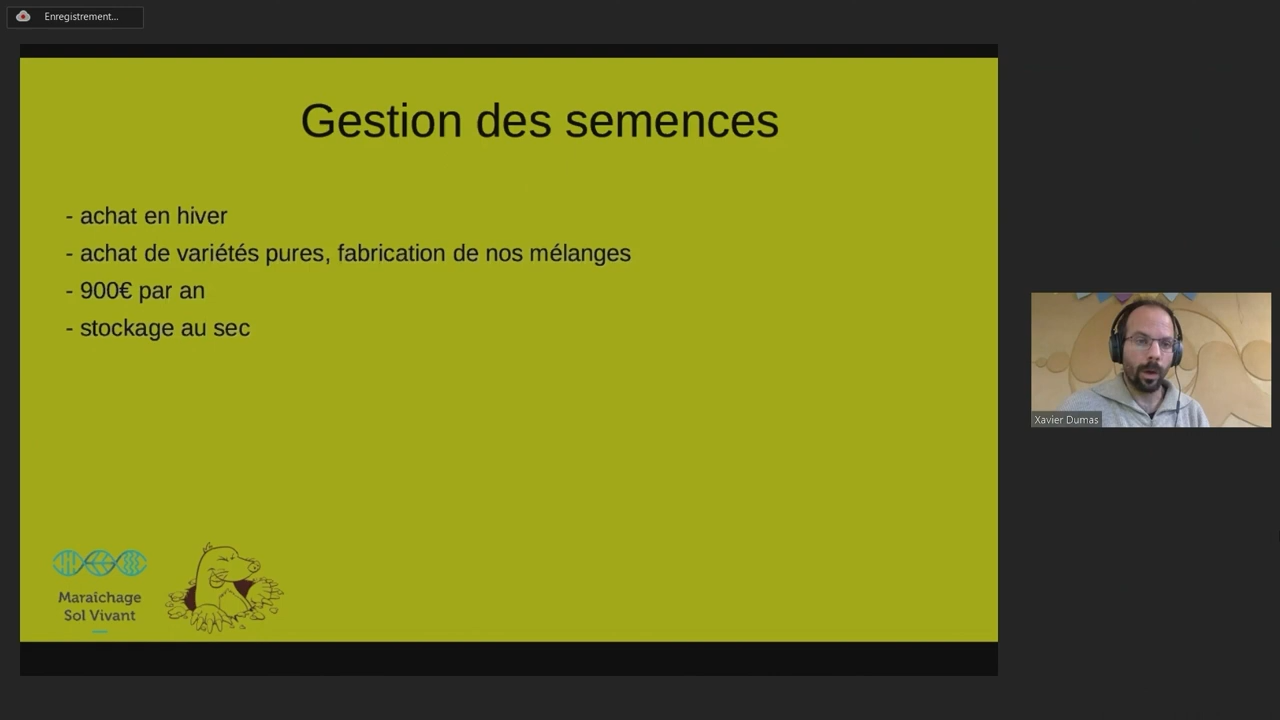 Enregistrement...
Gestion des semences
- achat en hiver
- achat de variétés pures, fabrication de nos mélanges
- 900€ par an
- stockage au sec
Xavier Dumas
Maraîchage
Sol Vivant